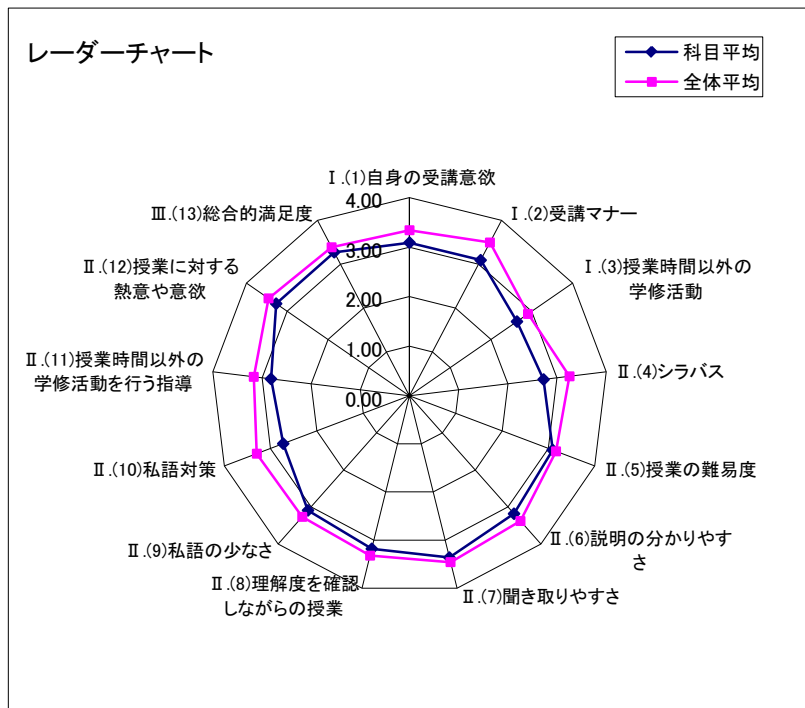 レーダーチャート
科目平均
全体平均
Ⅰ.(1)自身の受講意欲
Ⅰ.(2)受講マナー
Ⅰ.(3)授業時間以外の
学修活動
Ⅱ.(4)シラバス
Ⅱ.(5)授業の難易度
Ⅱ.(6)説明の分かりやす
さ
Ⅱ.(7)聞き取りやすさ
Ⅱ.(8)理解度を確認
しながらの授業
Ⅱ.(9)私語の少なさ
Ⅱ.(10)私語対策
Ⅱ.(11)授業時間以外の
学修活動を行う指導
Ⅱ.(12)授業に対する
熱意や意欲
Ⅲ.(13)総合的満足度
4.00
3.00
2.00
1.00
0.00